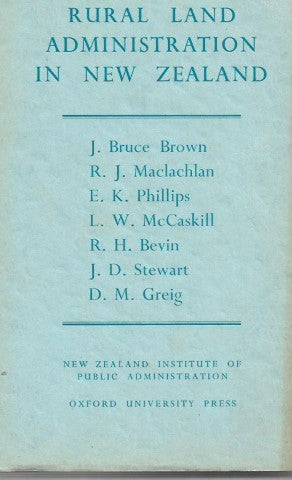 RURAL LAND
ADMINISTRATION
IN NEW ZEALAND
J. Bruce Brown
R. J. Maclachlan
E. K. Phillips
L. W. McCaskill
R. H. Bevin
J. D. Stewart
D. M. Greig
NEW ZEALAND INSTITUTE OF
PUBLIC ADMINISTRATION
OXFORD UNIVERSITY PRESS